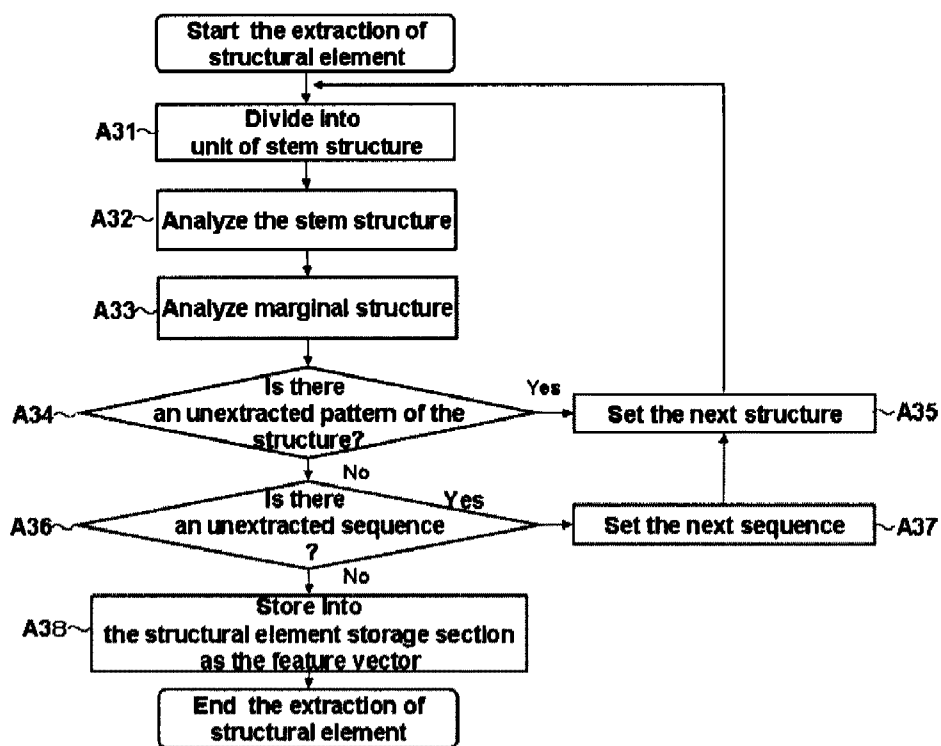 Start the extraction of
structural element
A31
Divide into
unit of stem structure
A32
Analyze the stem structure
A33
Analyze marginal structure
A34
Is there
an unextracted pattern of the
structure?
Yes
Set the next structure
A35
No
A36
Is there
an unextracted sequence
?
Yes
Set the next sequence
A37
No
A38
Store into
the structural element storage section
as the feature vector
End the extraction of
structural element